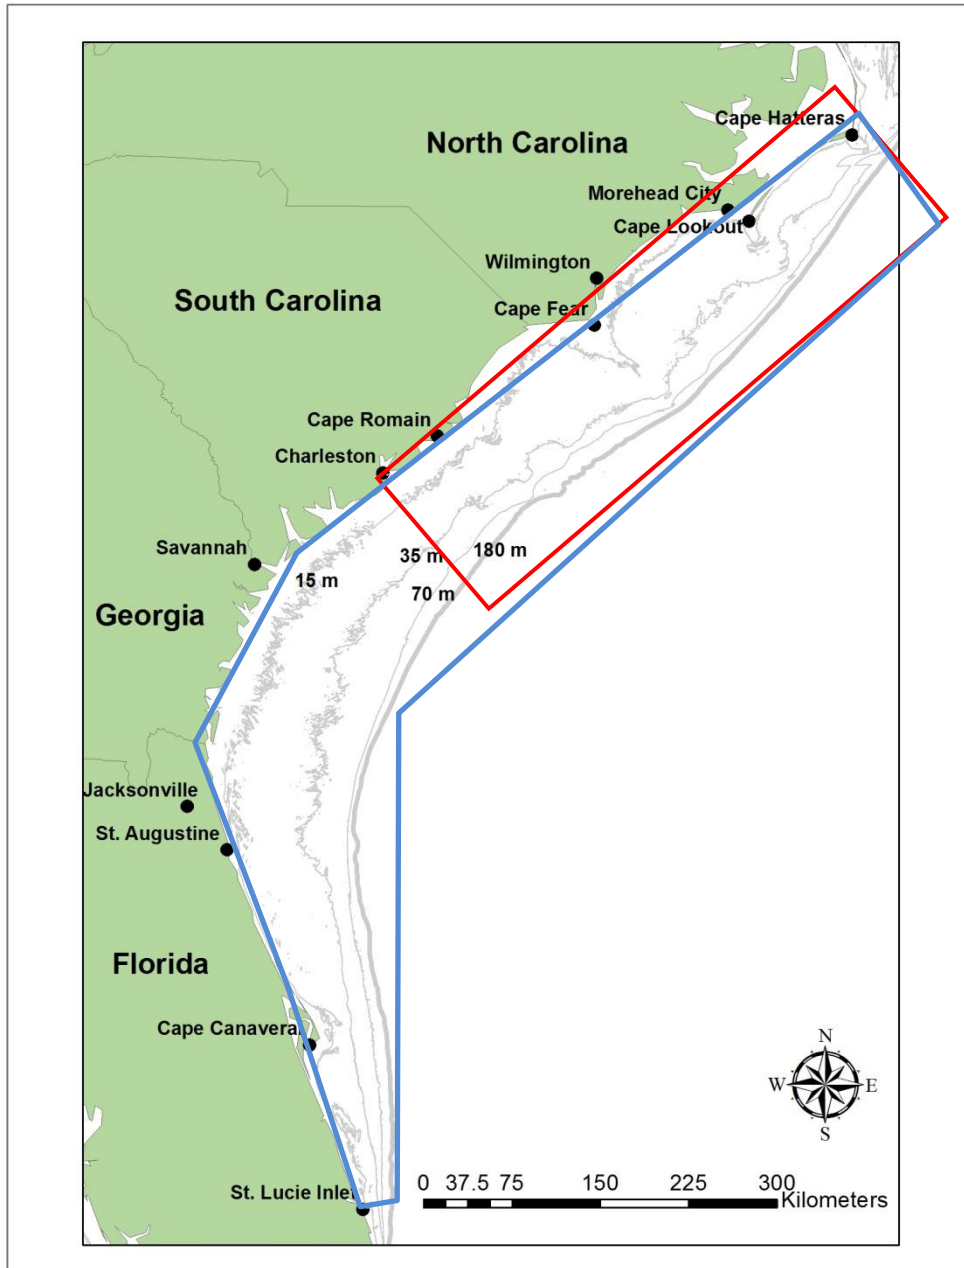 Cape Hatteras
North Carolina
Morehead City
Cape Lookout
Wilmington
South Carolina
Cape Fear
Cape Romain
Charleston
Savannah
35 m
180 m
15 m
70 m
Georgia
Jacksonville
St. Augustine
Florida
Cape Canaveral
N
W
E
S
St. Lucie Inlet
0 37.5 75 150 225 300
Kilometers